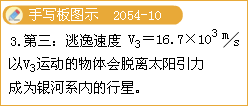 手写板图示 2054-10
3.第三：逃逸速度 V₃=16.7×10³ m/s
以V₃运动的物体会脱离太阳引力
成为银河系内的行星。